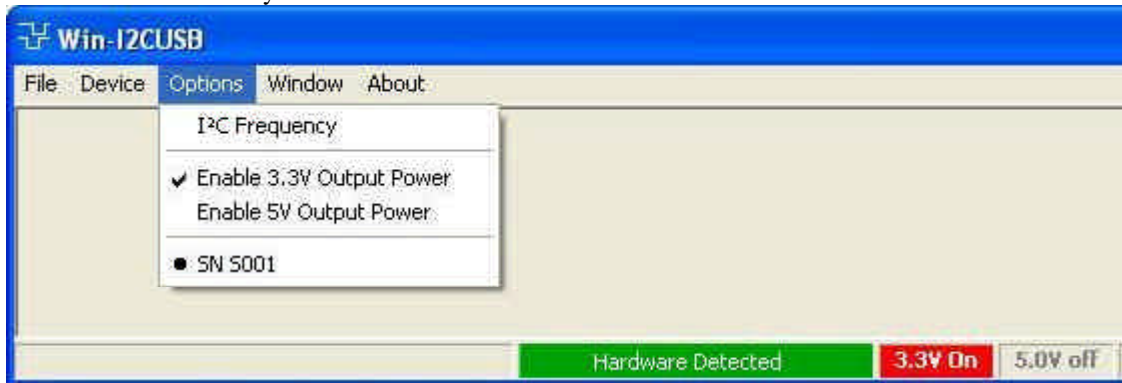 Win-I2CUSB
File Device Options Window About
I²C Frequency
Enable 3.3V Output Power
Enable 5V Output Power
SN S001
Hardware Detected 3.3V On 5.0V off